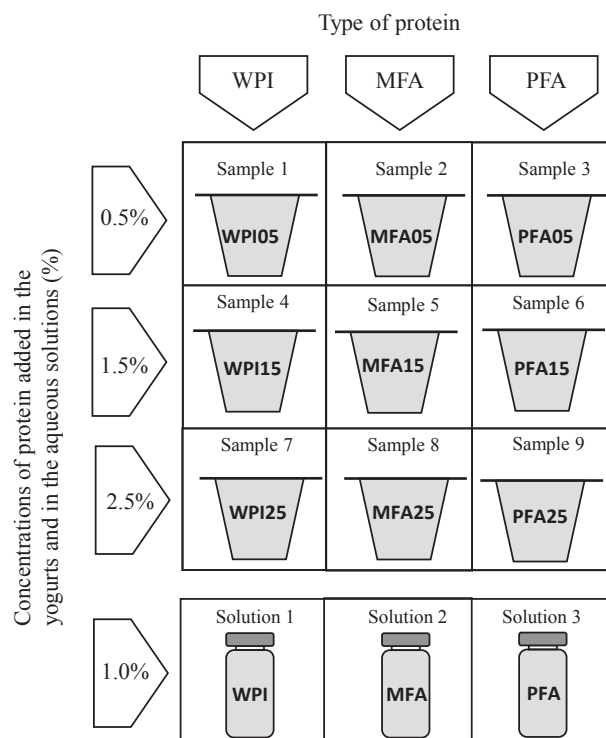 Type of protein
WPI
MFA
PFA
Concentrations of protein added in the
yogurts and in the aqueous solutions (%)
0.5%
Sample 1
Sample 2
Sample 3
WPI05
MFA05
PFA05
1.5%
Sample 4
Sample 5
Sample 6
WPI15
MFA15
PFA15
2.5%
Sample 7
Sample 8
Sample 9
WPI25
MFA25
PFA25
1.0%
Solution 1
Solution 2
Solution 3
WPI
MFA
PFA